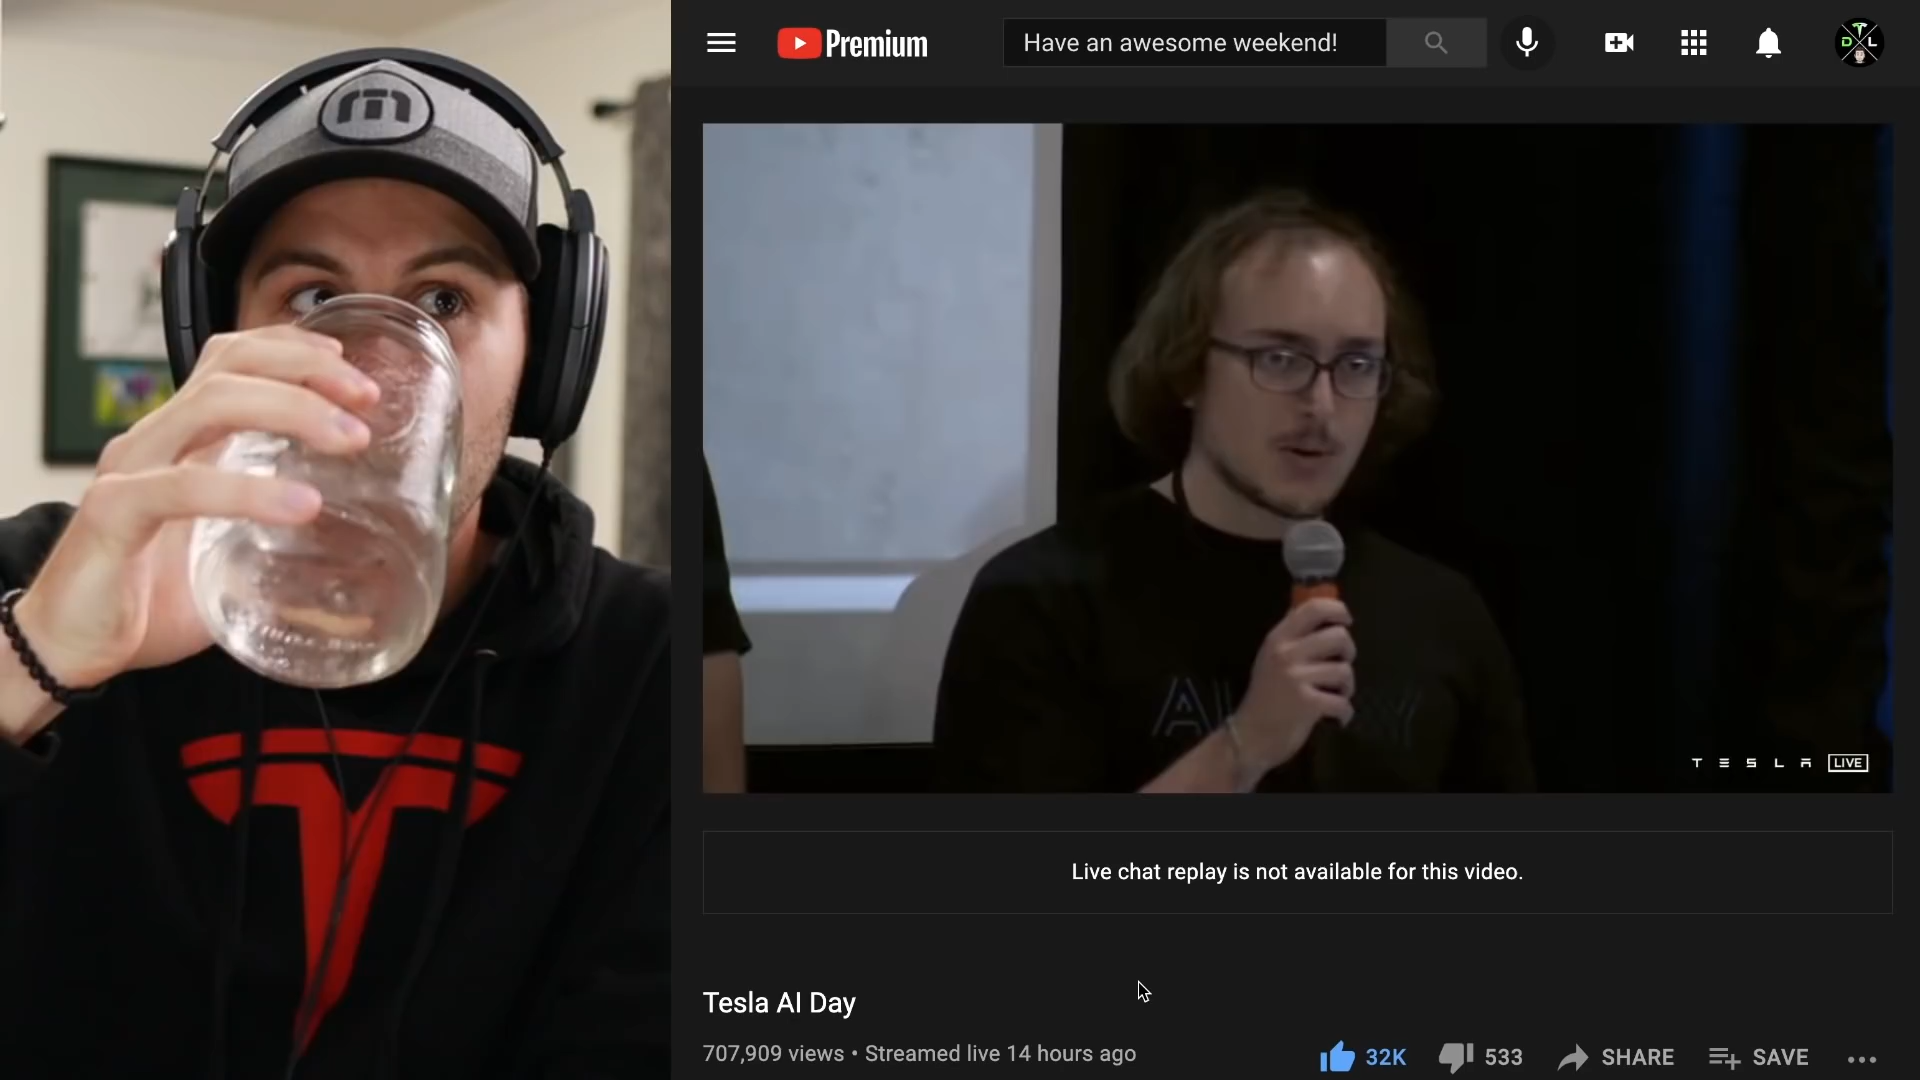 Premium
Have an awesome weekend!
D L
TESLA LIVE
Live chat replay is not available for this video.
Tesla AI Day
707,909 views • Streamed live 14 hours ago
32K
533
SHARE
SAVE